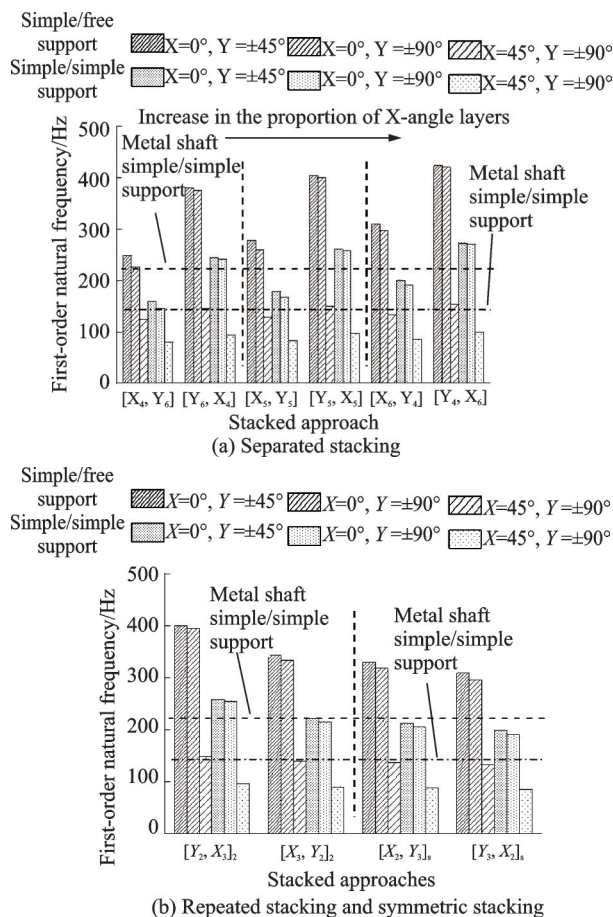 Simple/free support X=0°, Y =±45° X=0°, Y =±90° X=45°, Y =±90°
Simple/simple support X=0°, Y =±45° X=0°, Y =±90° X=45°, Y =±90°
Increase in the proportion of X-angle layers
500
400
300
200
100
0
First-order natural frequency/Hz
Metal shaft
simple/simple
support
Metal shaft
simple/simple
support
[X₄, Y₆] [Y₆, X₄] [X₅, Y₅] [Y₅, X₅] [X₆, Y₄] [Y₄, X₆]
Stacked approach
(a) Separated stacking
Simple/free support X=0°, Y =±45° X=0°, Y =±90° X=45°, Y =±90°
Simple/simple support X=0°, Y =±45° X=0°, Y =±90° X=45°, Y =±90°
500
400
300
200
100
0
First-order natural frequency/Hz
Metal shaft
simple/simple
support
Metal shaft
simple/simple
support
[Y₂, X₃]₂ [X₃, Y₂]₂ [X₂, Y₃]ₛ [Y₃, X₂]ₛ
Stacked approaches
(b) Repeated stacking and symmetric stacking